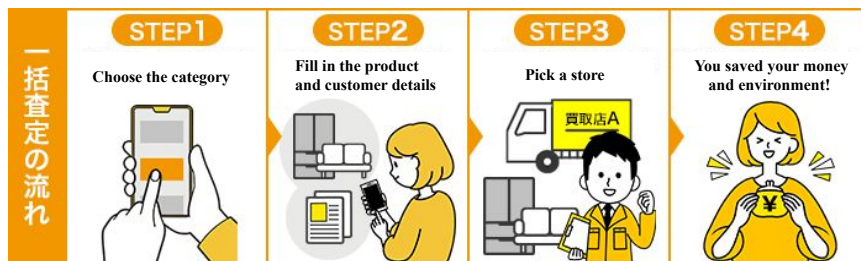 一括査定の流れ
STEP1
Choose the category
STEP2
Fill in the product
and customer details
STEP3
Pick a store
買取店A
STEP4
You saved your money
and environment!
¥